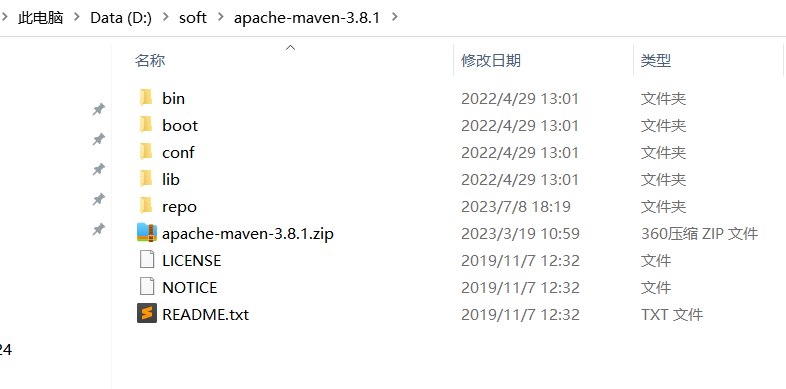 此电脑 > Data (D:) > soft > apache-maven-3.8.1 >
名称 修改日期 类型
bin 2022/4/29 13:01 文件夹
boot 2022/4/29 13:01 文件夹
conf 2022/4/29 13:01 文件夹
lib 2022/4/29 13:01 文件夹
repo 2023/7/8 18:19 文件夹
apache-maven-3.8.1.zip 2023/3/19 10:59 360压缩 ZIP 文件
LICENSE 2019/11/7 12:32 文件
NOTICE 2019/11/7 12:32 文件
README.txt 2019/11/7 12:32 TXT 文件
24